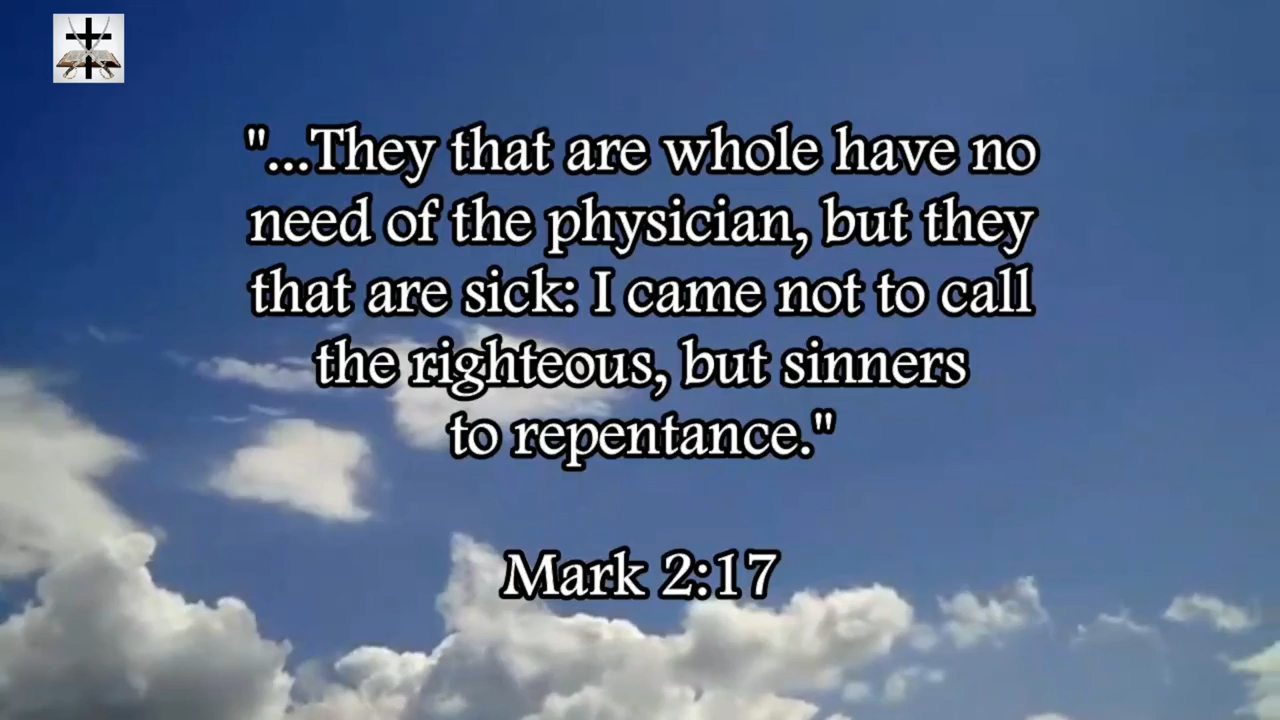 "...They that are whole have no
need of the physician, but they
that are sick: I came not to call
the righteous, but sinners
to repentance."
Mark 2:17